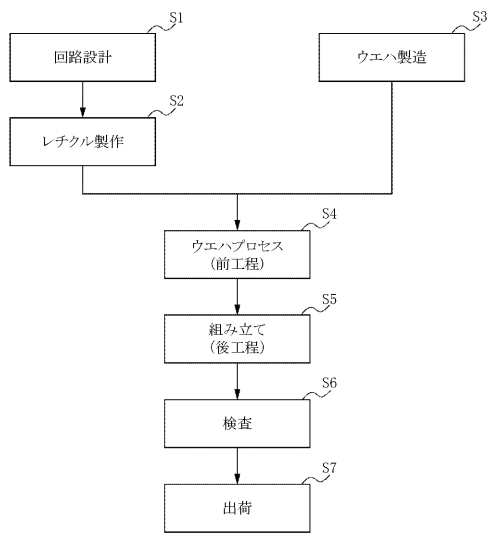 S1
回路設計
S3
ウエハ製造
S2
レチクル製作
S4
ウエハプロセス
(前工程)
S5
組み立て
(後工程)
S6
検査
S7
出荷